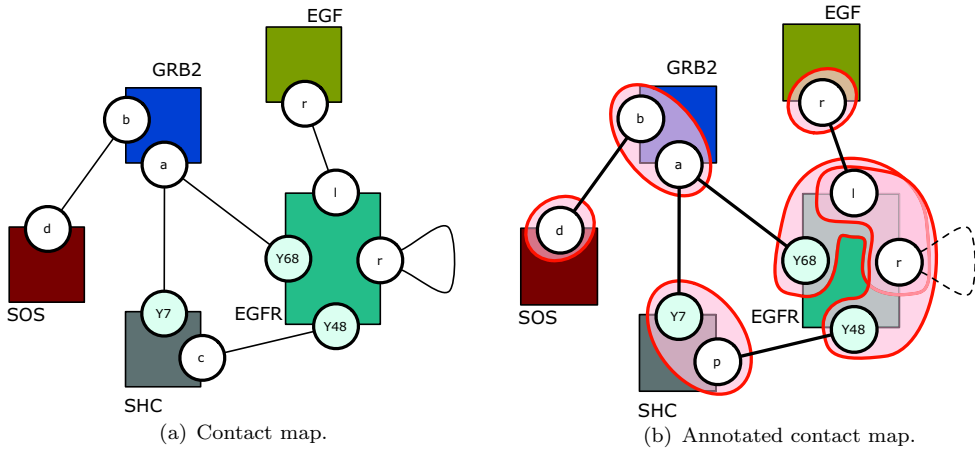 EGF
GRB2
r
b
a
l
d
Y68
r
SOS
Y7
EGFR
Y48
c
SHC
(a) Contact map.
EGF
GRB2
r
b
a
l
d
Y68
r
SOS
Y7
EGFR
Y48
p
SHC
(b) Annotated contact map.